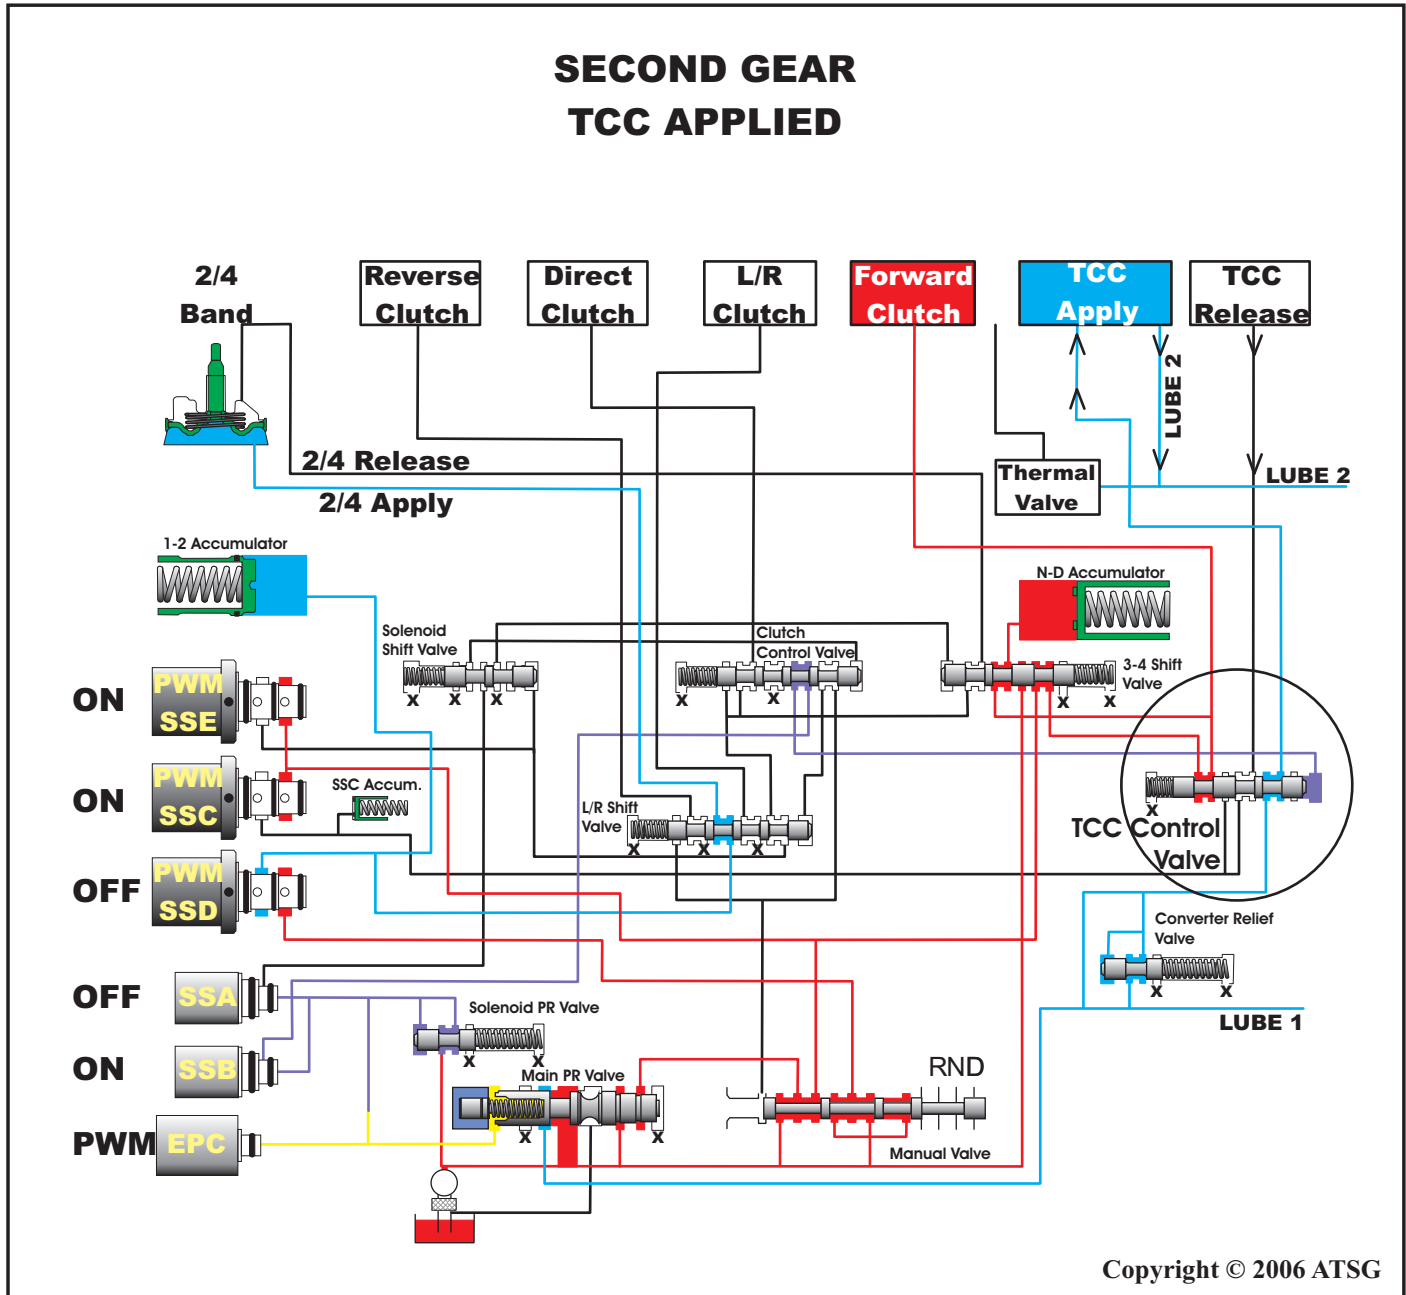 SECOND GEAR
TCC APPLIED
2/4
Band
Reverse
Clutch
Direct
Clutch
L/R
Clutch
Forward
Clutch
TCC
Apply
TCC
Release
LUBE 2
2/4 Release
2/4 Apply
Thermal
Valve
LUBE 2
1-2 Accumulator
N-D Accumulator
Solenoid
Shift Valve
Clutch
Control Valve
3-4 Shift
Valve
X
X
X
X
X
X
X
ON
PWM
SSE
ON
PWM
SSC
SSC Accum.
L/R Shift
Valve
X
X
X
X
TCC Control
Valve
OFF
PWM
SSD
Converter Relief
Valve
X
X
OFF
SSA
Solenoid PR Valve
X
X
LUBE 1
ON
SSB
Main PR Valve
RND
PWM
EPC
X
X
Manual Valve
Copyright © 2006 ATSG